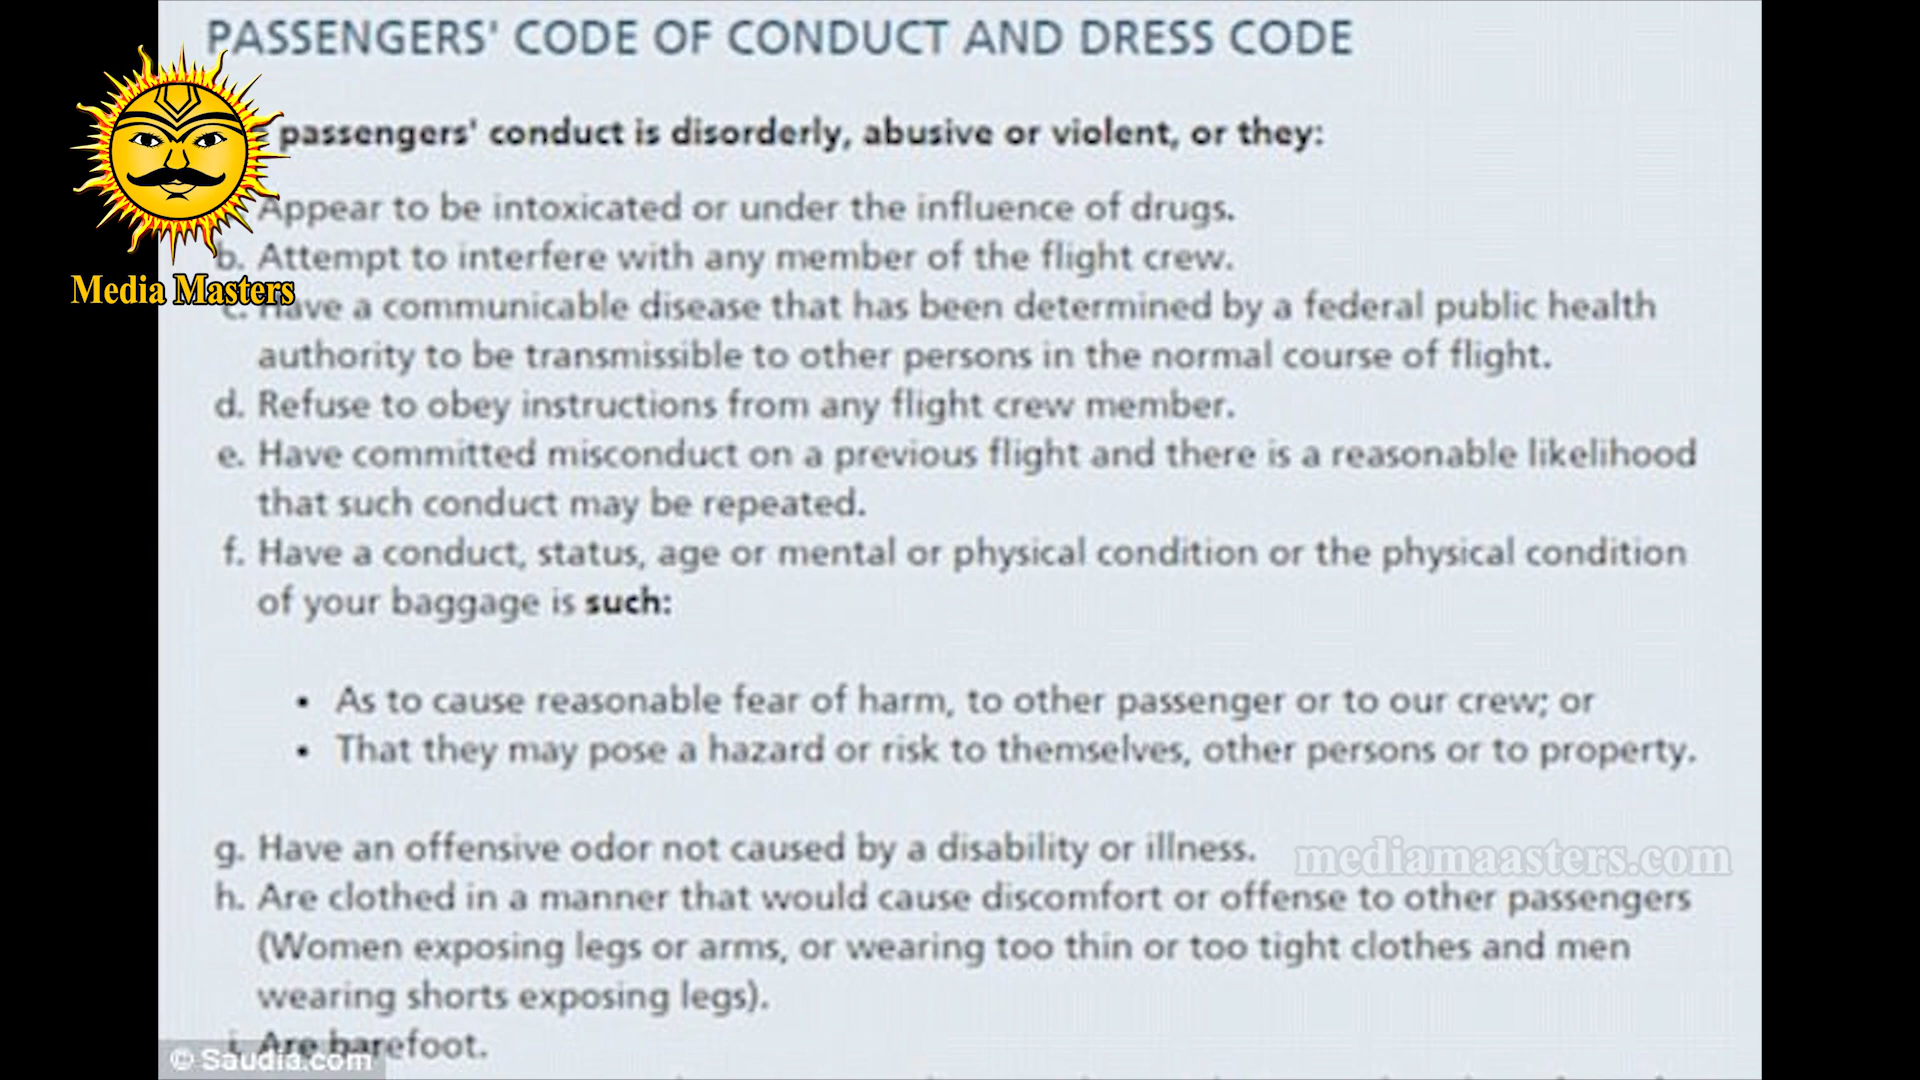 PASSENGERS' CODE OF CONDUCT AND DRESS CODE
passengers' conduct is disorderly, abusive or violent, or they:
Appear to be intoxicated or under the influence of drugs.
b. Attempt to interfere with any member of the flight crew.
Media Masters
c. Have a communicable disease that has been determined by a federal public health
authority to be transmissible to other persons in the normal course of flight.
d. Refuse to obey instructions from any flight crew member.
e. Have committed misconduct on a previous flight and there is a reasonable likelihood
that such conduct may be repeated.
f. Have a conduct, status, age or mental or physical condition or the physical condition
of your baggage is such:
• As to cause reasonable fear of harm, to other passenger or to our crew; or
• That they may pose a hazard or risk to themselves, other persons or to property.
g. Have an offensive odor not caused by a disability or illness.
mediamaasters.com
h. Are clothed in a manner that would cause discomfort or offense to other passengers
(Women exposing legs or arms, or wearing too thin or too tight clothes and men
wearing shorts exposing legs).
i. Are barefoot.
© Saudia.com